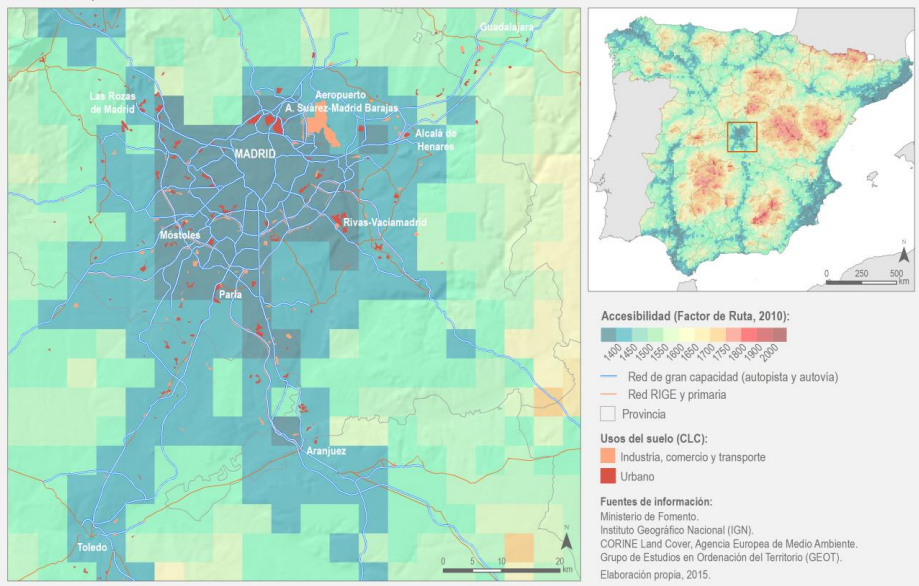 Guadalajara
Las Rozas
de Madrid
Aeropuerto
A. Suárez-Madrid Barajas
Alcalá de
Henares
MADRID
Rivas-Vaciamadrid
Móstoles
Parla
Aranjuez
Toledo
N
0 10 20
km
N
0 250 500
km
Accesibilidad (Factor de Ruta, 2010):
1400 1450 1500 1550 1600 1650 1700 1750 1800 1900 2000
Red de gran capacidad (autopista y autovía)
Red RIGE y primaria
Provincia
Usos del suelo (CLC):
Industria, comercio y transporte
Urbano
Fuentes de información:
Ministerio de Fomento.
Instituto Geográfico Nacional (IGN).
CORINE Land Cover, Agencia Europea de Medio Ambiente.
Grupo de Estudios en Ordenación del Territorio (GEOT).
Elaboración propia, 2015.